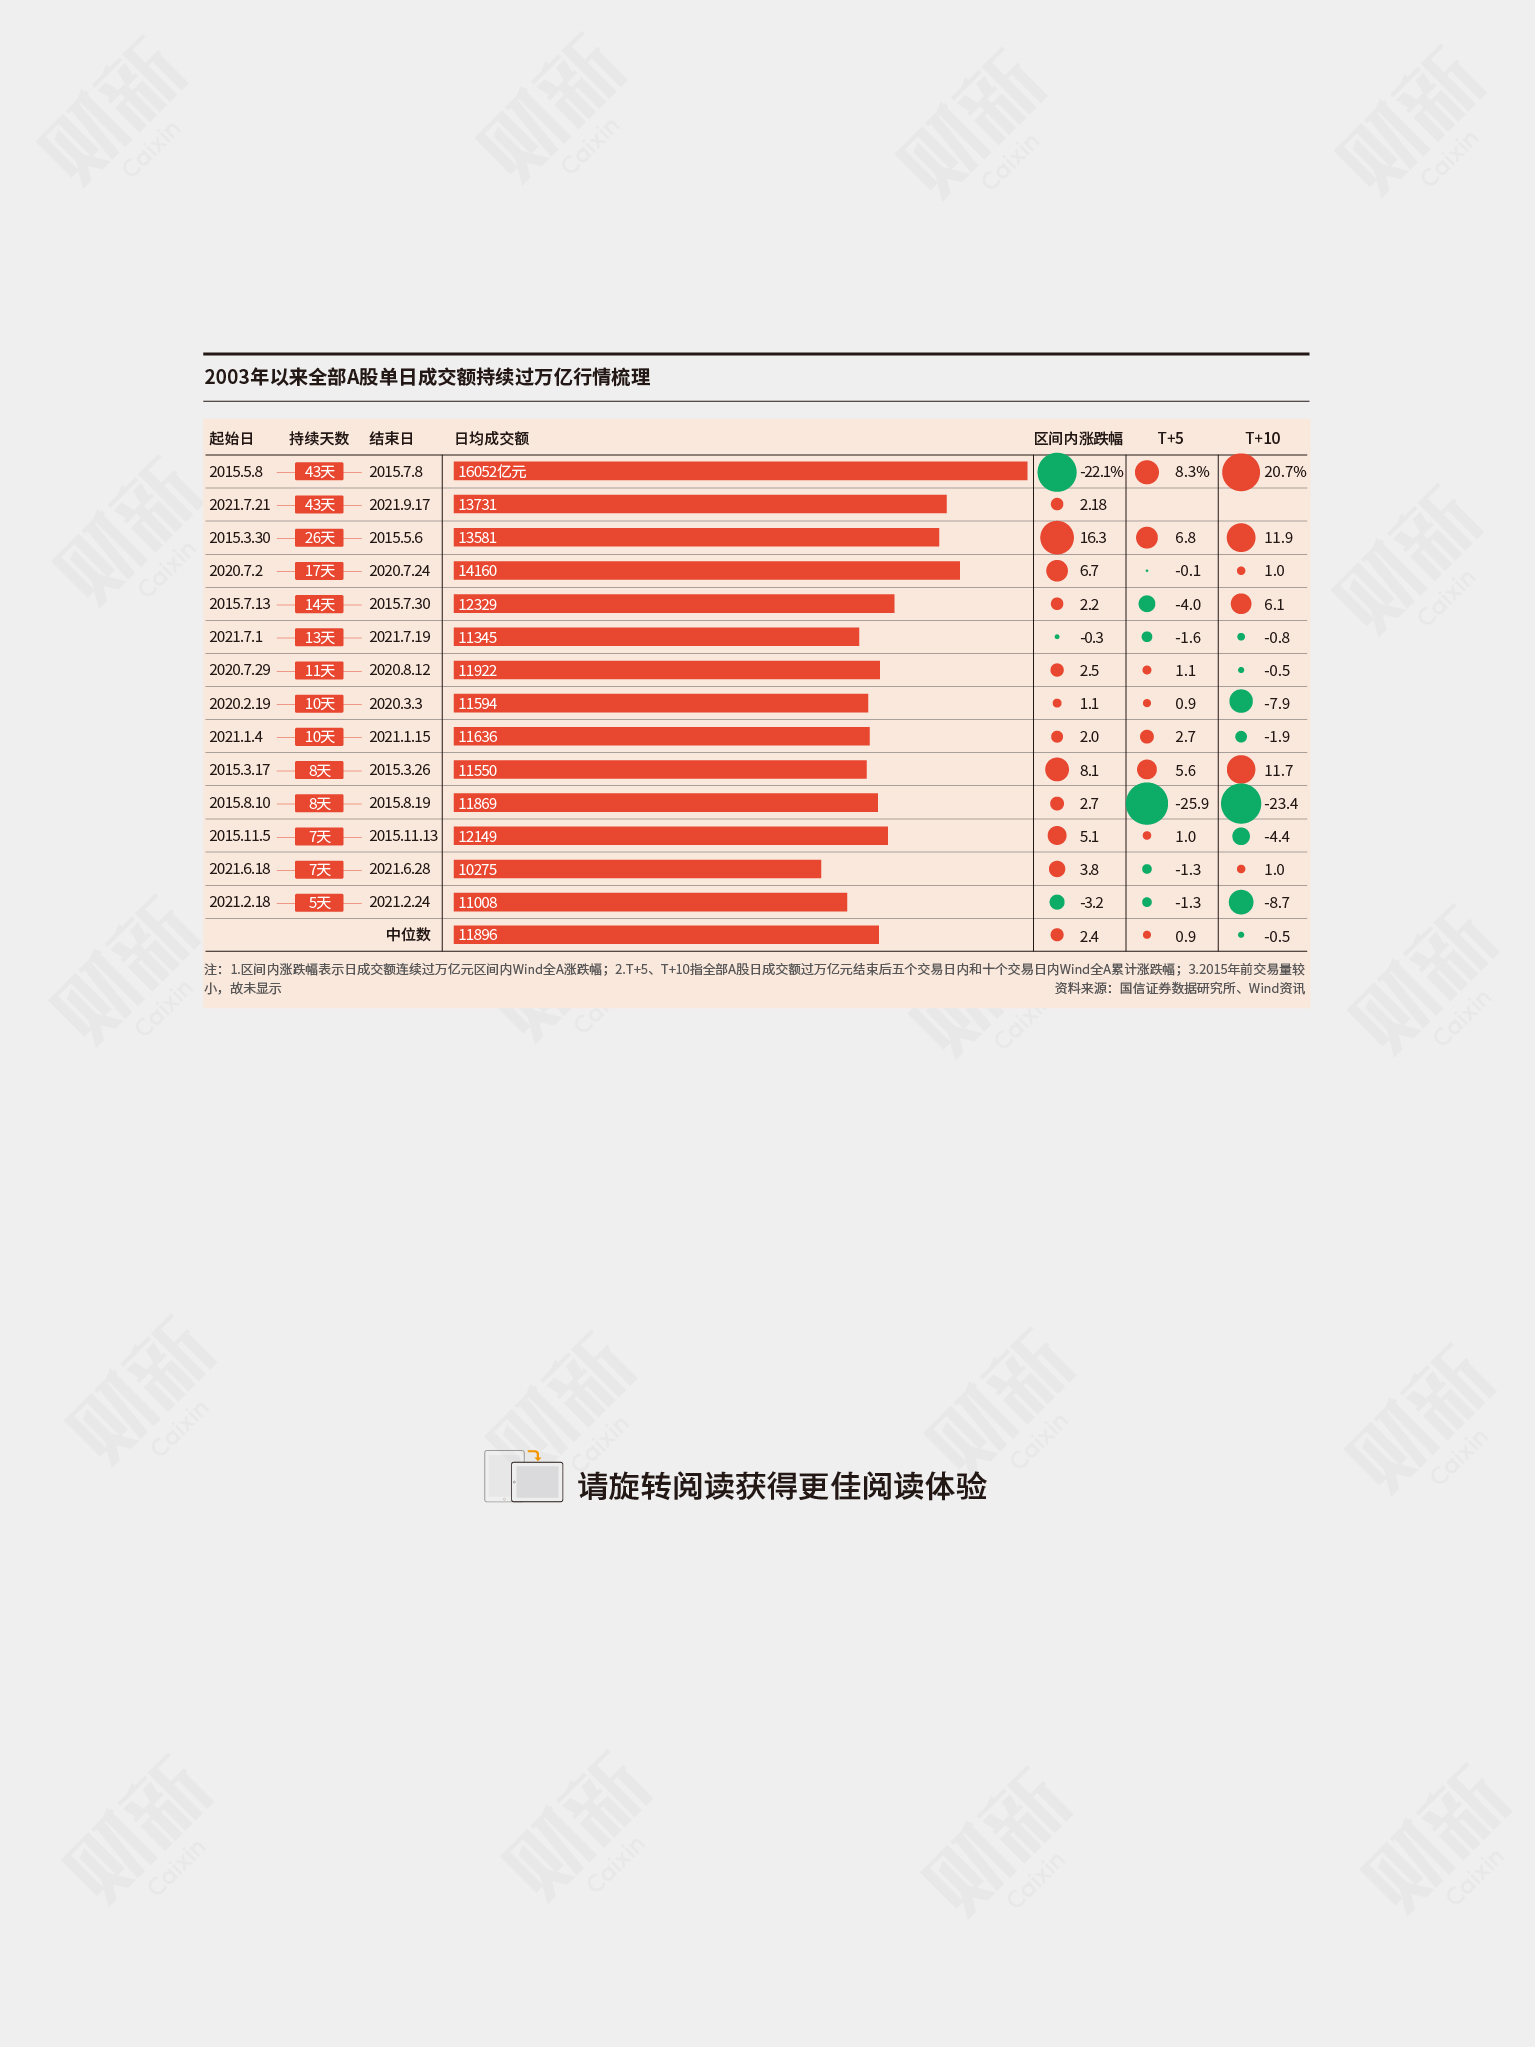 2003年以来全部A股单日成交额持续过万亿行情梳理
起始日 持续天数 结束日 日均成交额 区间内涨跌幅 T+5 T+10
2015.5.8 43天 2015.7.8 16052亿元 -22.1% 8.3% 20.7%
2021.7.21 43天 2021.9.17 13731 2.18
2015.3.30 26天 2015.5.6 13581 16.3 6.8 11.9
2020.7.2 17天 2020.7.24 14160 6.7 -0.1 1.0
2015.7.13 14天 2015.7.30 12329 2.2 -4.0 6.1
2021.7.1 13天 2021.7.19 11345 -0.3 -1.6 -0.8
2020.7.29 11天 2020.8.12 11922 2.5 1.1 -0.5
2020.2.19 10天 2020.3.3 11594 1.1 0.9 -7.9
2021.1.4 10天 2021.1.15 11636 2.0 2.7 -1.9
2015.3.17 8天 2015.3.26 11550 8.1 5.6 11.7
2015.8.10 8天 2015.8.19 11869 2.7 -25.9 -23.4
2015.11.5 7天 2015.11.13 12149 5.1 1.0 -4.4
2021.6.18 7天 2021.6.28 10275 3.8 -1.3 1.0
2021.2.18 5天 2021.2.24 11008 -3.2 -1.3 -8.7
中位数 11896 2.4 0.9 -0.5
注：1.区间内涨跌幅表示日成交额连续过万亿元区间内Wind全A涨跌幅；2.T+5、T+10指全部A股日成交额过万亿元结束后五个交易日内和十个交易日内Wind全A累计涨跌幅；3.2015年前交易量较
小，故未显示 资料来源：国信证券数据研究所、Wind资讯
请旋转阅读获得更佳阅读体验
财新
Caixin